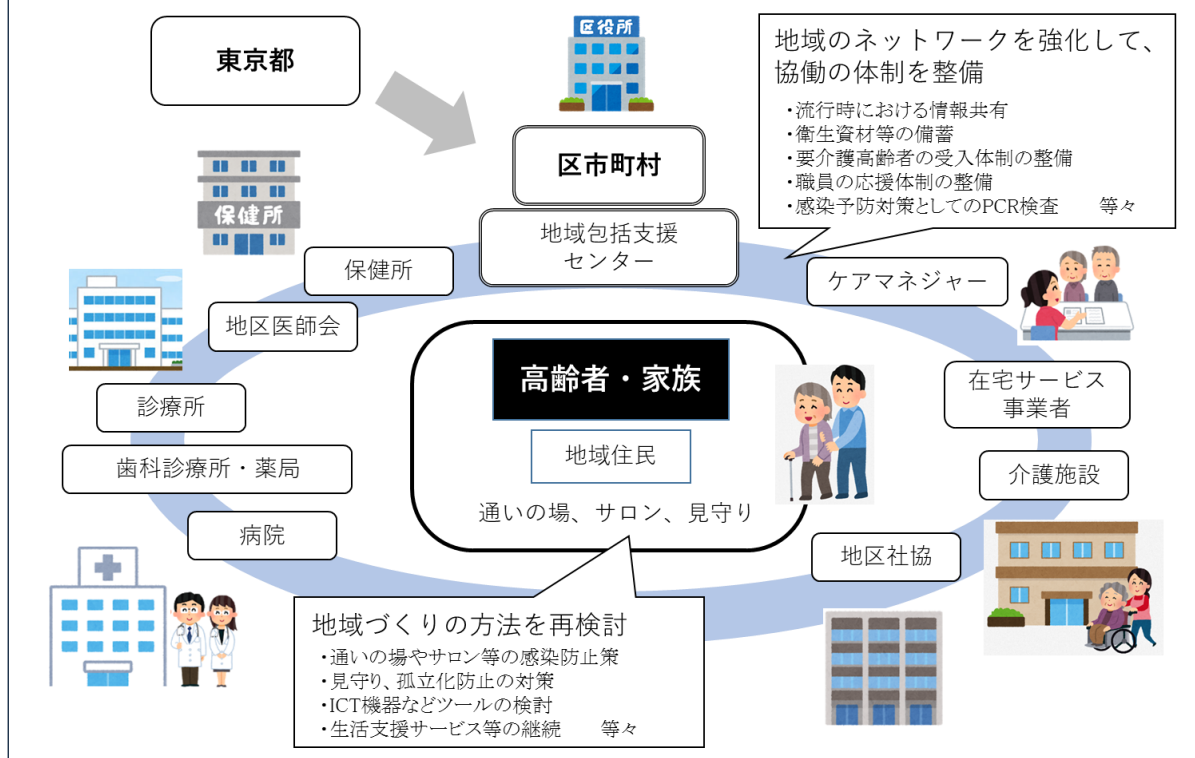 東京都
区役所
区市町村
地域包括支援
センター
地域のネットワークを強化して、
協働の体制を整備
・流行時における情報共有
・衛生資材等の備蓄
・要介護高齢者の受入体制の整備
・職員の応援体制の整備
・感染予防対策としてのPCR検査　　等々
保健所
保健所
地区医師会
診療所
歯科診療所・薬局
病院
ケアマネジャー
在宅サービス
事業者
介護施設
地区社協
高齢者・家族
地域住民
通いの場、サロン、見守り
地域づくりの方法を再検討
・通いの場やサロン等の感染防止策
・見守り、孤立化防止の対策
・ICT機器などツールの検討
・生活支援サービス等の継続　　等々